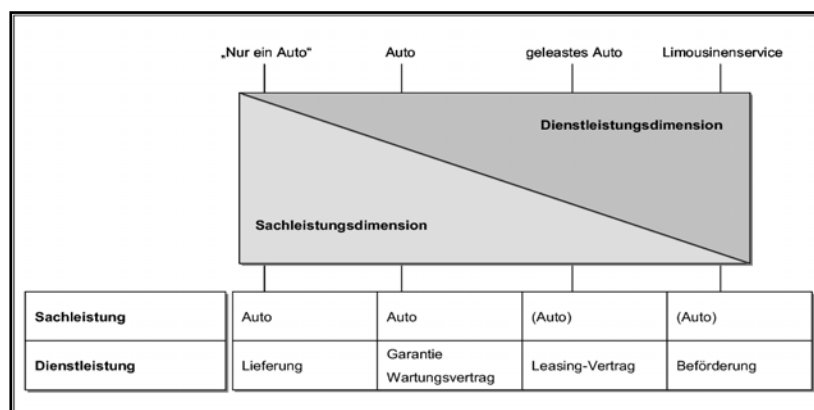 „Nur ein Auto“ Auto geleastes Auto Limousinenservice
Dienstleistungsdimension
Sachleistungsdimension
Sachleistung Auto Auto (Auto) (Auto)
Dienstleistung Lieferung Garantie Wartungsvertrag Leasing-Vertrag Beförderung